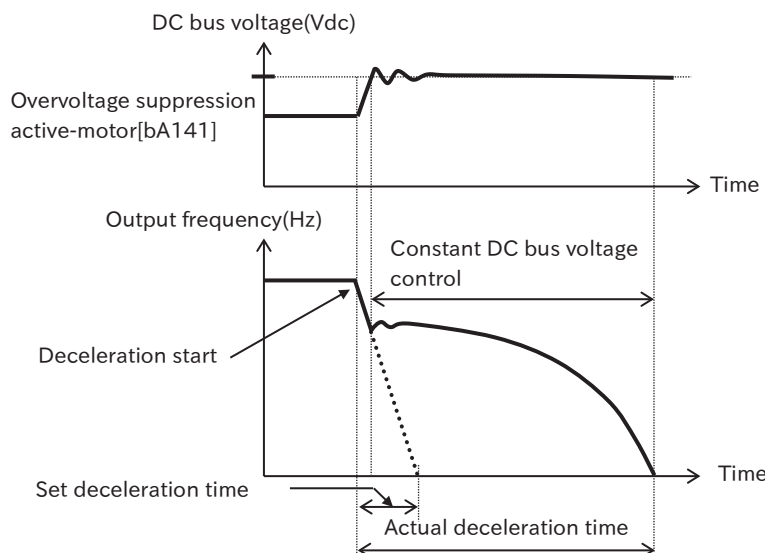 DC bus voltage(Vdc)
Overvoltage suppression
active-motor[bA141]
Time
Output frequency(Hz)
Constant DC bus voltage
control
Deceleration start
Time
Set deceleration time
Actual deceleration time